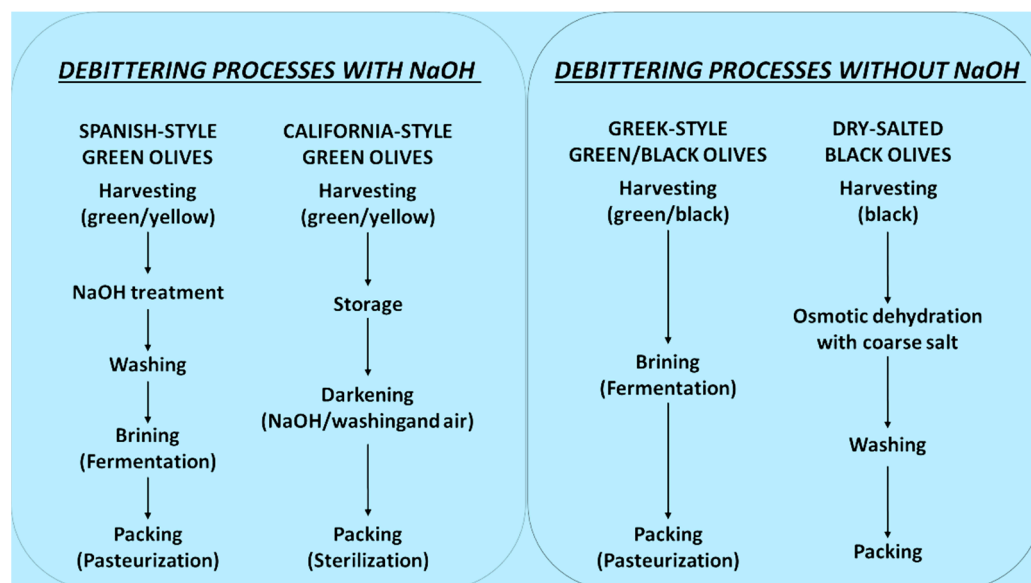 DEBITTERING PROCESSES WITH NaOH
SPANISH-STYLE
GREEN OLIVES
Harvesting
(green/yellow)
NaOH treatment
Washing
Brining
(Fermentation)
Packing
(Pasteurization)
CALIFORNIA-STYLE
GREEN OLIVES
Harvesting
(green/yellow)
Storage
Darkening
(NaOH/washingand air)
Packing
(Sterilization)
DEBITTERING PROCESSES WITHOUT NaOH
GREEK-STYLE
GREEN/BLACK OLIVES
Harvesting
(green/black)
Brining
(Fermentation)
Packing
(Pasteurization)
DRY-SALTED
BLACK OLIVES
Harvesting
(black)
Osmotic dehydration
with coarse salt
Washing
Packing